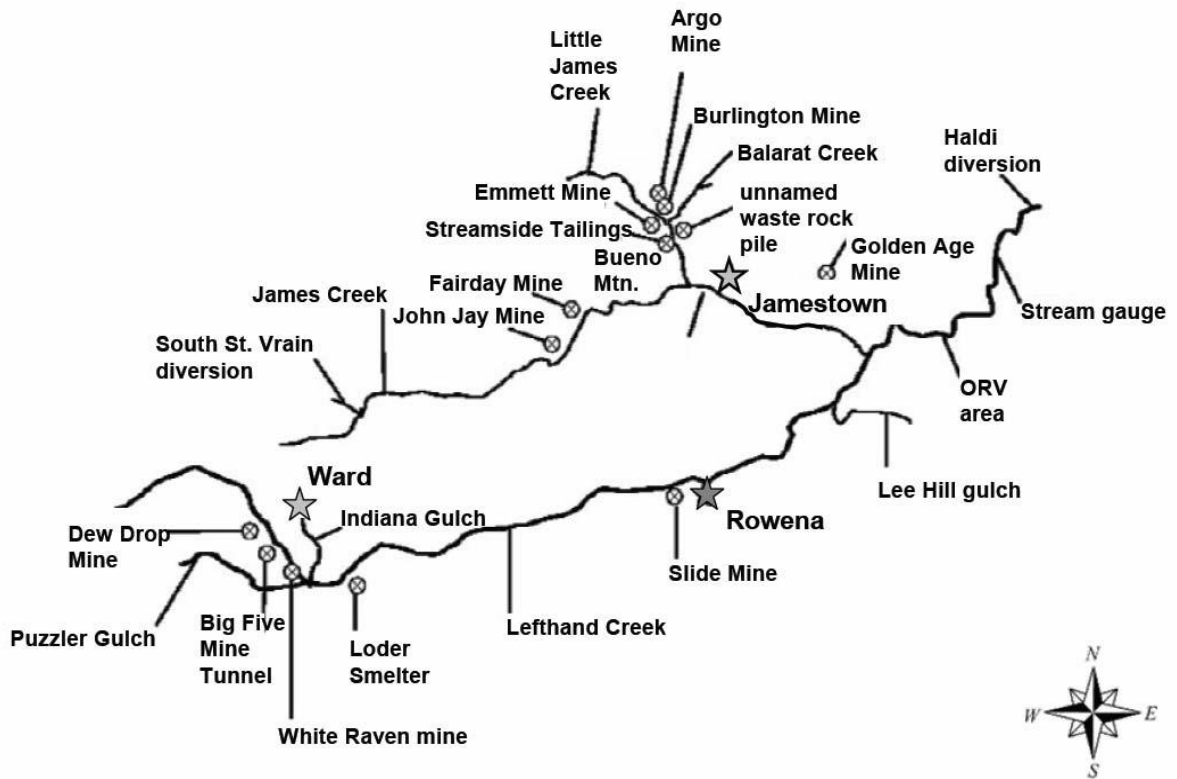 Argo
Mine
Little
James
Creek
Burlington Mine
Haldi
diversion
Balarat Creek
Emmett Mine
unnamed
waste rock
pile
Streamside Tailings
Golden Age
Mine
Bueno
Mtn.
Fairday Mine
James Creek
Jamestown
Stream gauge
John Jay Mine
South St. Vrain
diversion
ORV
area
Ward
Lee Hill gulch
Indiana Gulch
Rowena
Dew Drop
Mine
Slide Mine
Puzzler Gulch
Big Five
Mine
Tunnel
Lefthand Creek
Loder
Smelter
White Raven mine
N
W
E
S